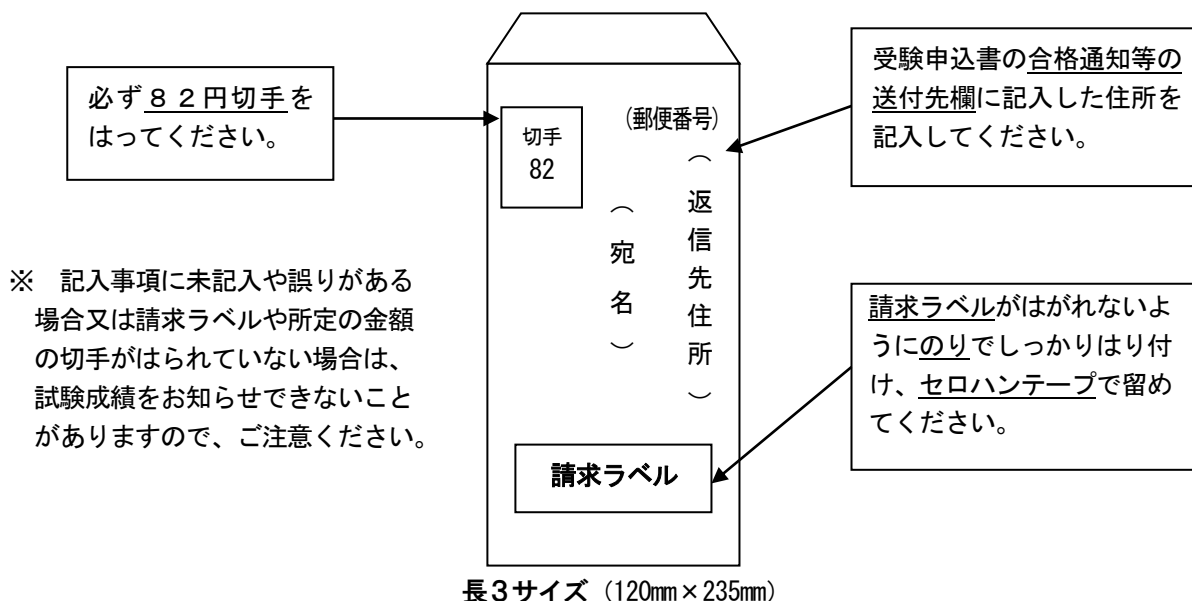 必ず８２円切手を
はってください。
切手
82
(郵便番号)
（返信先住所）
（宛名）
受験申込書の合格通知等の
送付先欄に記入した住所を
記入してください。
※　記入事項に未記入や誤りがある
場合又は請求ラベルや所定の金額
の切手がはられていない場合は、
試験成績をお知らせできないこと
がありますので、ご注意ください。
請求ラベルがはがれないよ
うにのりでしっかりはり付
け、セロハンテープで留め
てください。
請求ラベル
長３サイズ（120㎜×235㎜）